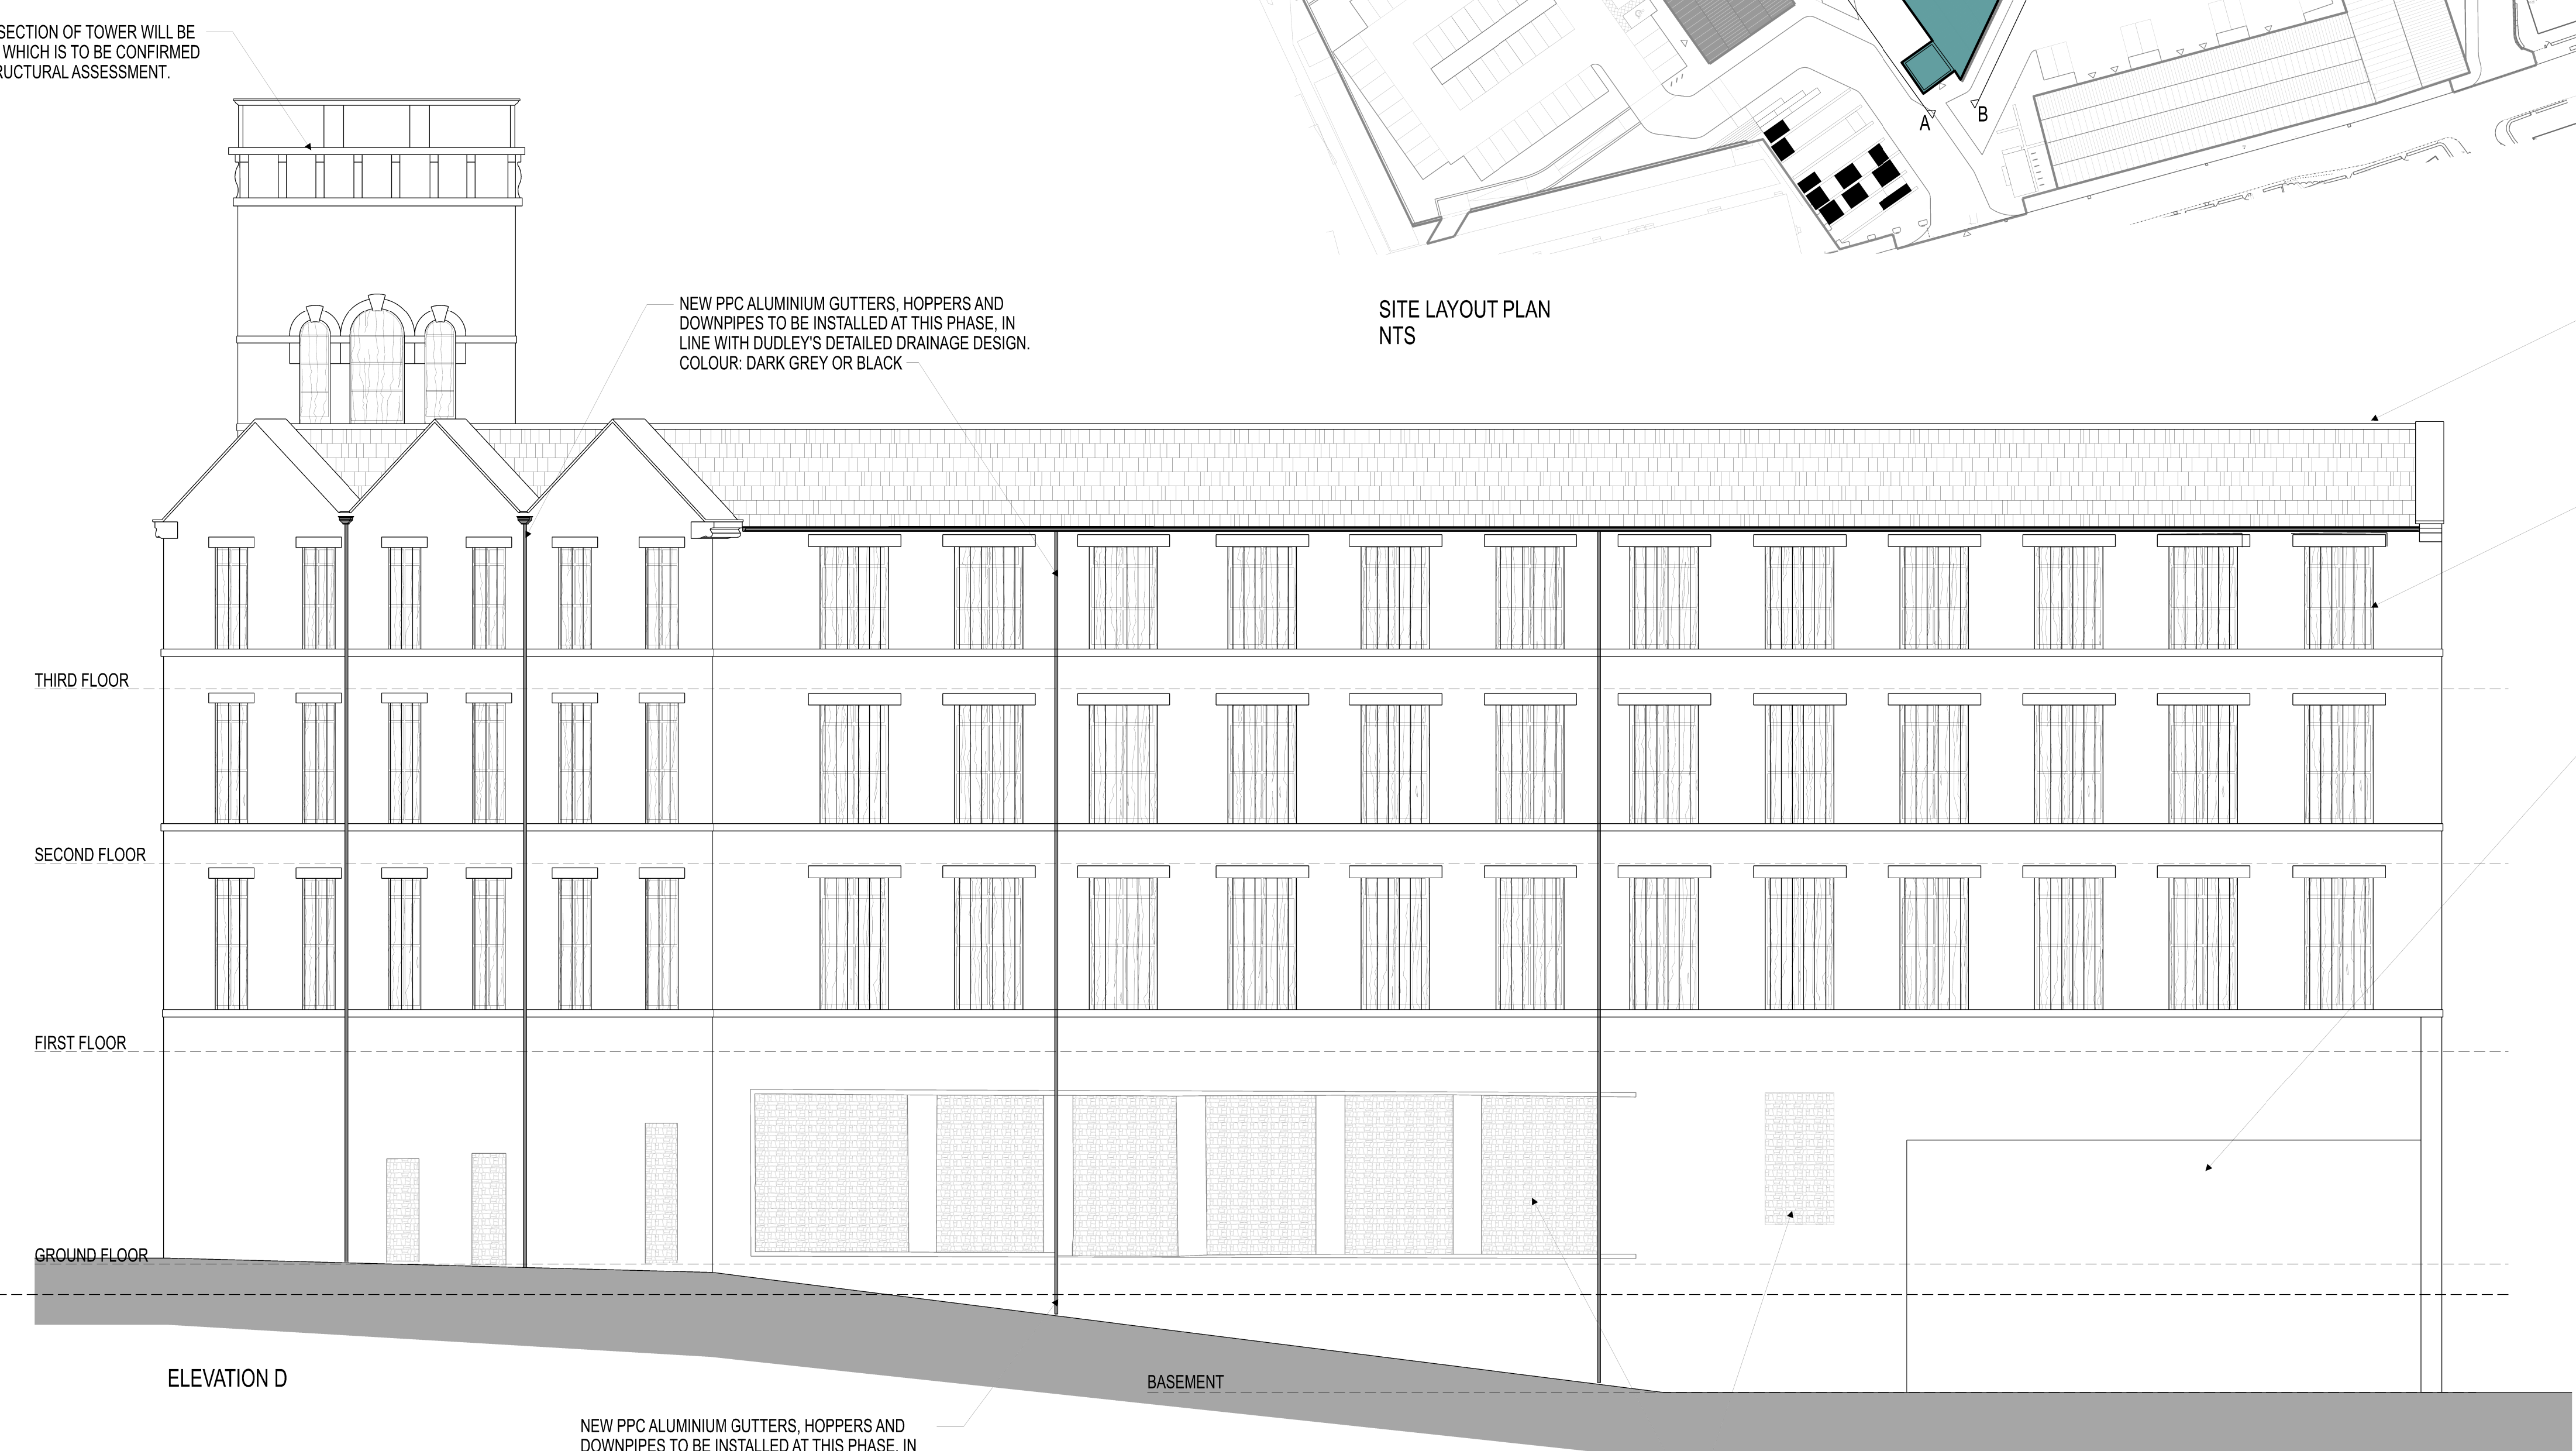 SECTION OF TOWER WILL BE
WHICH IS TO BE CONFIRMED
RUCTURAL ASSESSMENT.
A
B
SITE LAYOUT PLAN
NTS
NEW PPC ALUMINIUM GUTTERS, HOPPERS AND
DOWNPIPES TO BE INSTALLED AT THIS PHASE, IN
LINE WITH DUDLEY'S DETAILED DRAINAGE DESIGN.
COLOUR: DARK GREY OR BLACK
THIRD FLOOR
SECOND FLOOR
FIRST FLOOR
GROUND FLOOR
ELEVATION D
BASEMENT
NEW PPC ALUMINIUM GUTTERS, HOPPERS AND
DOWNPIPES TO BE INSTALLED AT THIS PHASE, IN